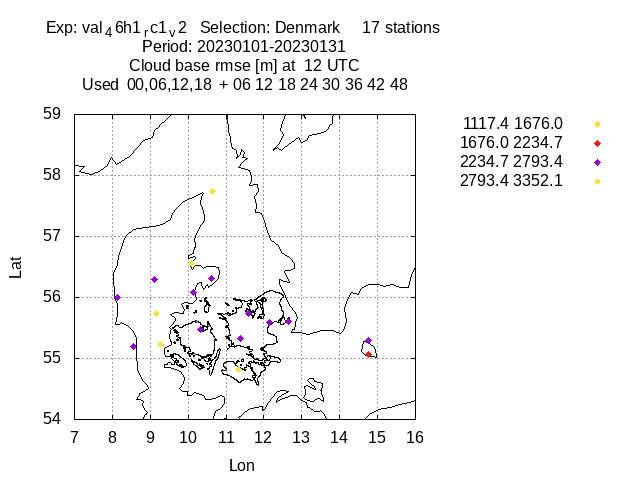 Exp: val 4 6h1 r c1 v 2 Selection: Denmark 17 stations
Period: 20230101-20230131
Cloud base rmse [m] at 12 UTC
Used 00,06,12,18 + 06 12 18 24 30 36 42 48
1117.4 1676.0
1676.0 2234.7
2234.7 2793.4
2793.4 3352.1
59
58
57
56
55
54
Lat
7 8 9 10 11 12 13 14 15 16
Lon